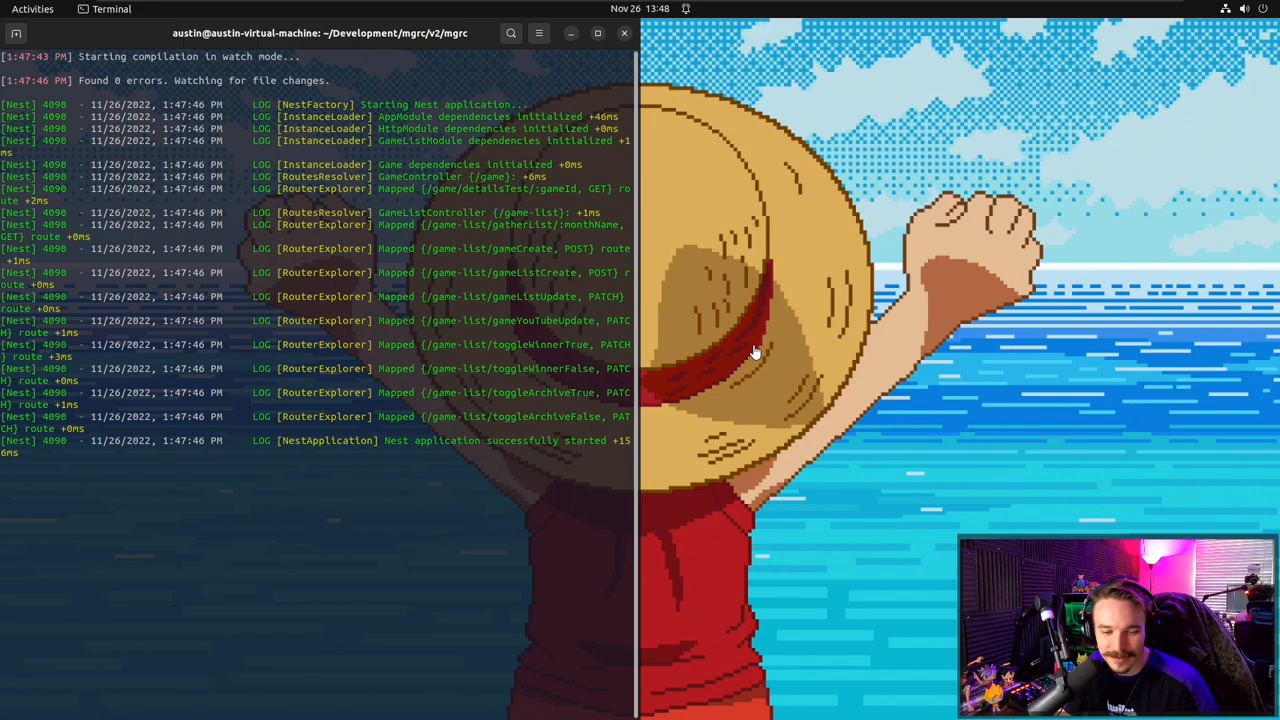 Activities
Terminal
Nov 26 13:48
austin@austin-virtual-machine: ~/Development/mgrc/v2/mgrc
[1:47:43 PM] Starting compilation in watch mode...
[1:47:46 PM] Found 0 errors. Watching for file changes.
[Nest] 4090  - 11/26/2022, 1:47:46 PM     LOG [NestFactory] Starting Nest application...
[Nest] 4090  - 11/26/2022, 1:47:46 PM     LOG [InstanceLoader] AppModule dependencies initialized +46ms
[Nest] 4090  - 11/26/2022, 1:47:46 PM     LOG [InstanceLoader] HttpModule dependencies initialized +0ms
[Nest] 4090  - 11/26/2022, 1:47:46 PM     LOG [InstanceLoader] GameListModule dependencies initialized +1
ms
[Nest] 4090  - 11/26/2022, 1:47:46 PM     LOG [InstanceLoader] Game dependencies initialized +0ms
[Nest] 4090  - 11/26/2022, 1:47:46 PM     LOG [RoutesResolver] GameController {/game}: +6ms
[Nest] 4090  - 11/26/2022, 1:47:46 PM     LOG [RouterExplorer] Mapped {/game/detailsTest/:gameId, GET} ro
ute +2ms
[Nest] 4090  - 11/26/2022, 1:47:46 PM     LOG [RoutesResolver] GameListController {/game-list}: +1ms
[Nest] 4090  - 11/26/2022, 1:47:46 PM     LOG [RouterExplorer] Mapped {/game-list/gatherList/:monthName,
GET} route +0ms
[Nest] 4090  - 11/26/2022, 1:47:46 PM     LOG [RouterExplorer] Mapped {/game-list/gameCreate, POST} route
+1ms
[Nest] 4090  - 11/26/2022, 1:47:46 PM     LOG [RouterExplorer] Mapped {/game-list/gameListCreate, POST} r
oute +0ms
[Nest] 4090  - 11/26/2022, 1:47:46 PM     LOG [RouterExplorer] Mapped {/game-list/gameListUpdate, PATCH}
route +0ms
[Nest] 4090  - 11/26/2022, 1:47:46 PM     LOG [RouterExplorer] Mapped {/game-list/gameYouTubeUpdate, PATC
H} route +1ms
[Nest] 4090  - 11/26/2022, 1:47:46 PM     LOG [RouterExplorer] Mapped {/game-list/toggleWinnerTrue, PATCH
} route +3ms
[Nest] 4090  - 11/26/2022, 1:47:46 PM     LOG [RouterExplorer] Mapped {/game-list/toggleWinnerFalse, PATC
H} route +0ms
[Nest] 4090  - 11/26/2022, 1:47:46 PM     LOG [RouterExplorer] Mapped {/game-list/toggleArchiveTrue, PATC
H} route +1ms
[Nest] 4090  - 11/26/2022, 1:47:46 PM     LOG [RouterExplorer] Mapped {/game-list/toggleArchiveFalse, PAT
CH} route +0ms
[Nest] 4090  - 11/26/2022, 1:47:46 PM     LOG [NestApplication] Nest application successfully started +15
6ms